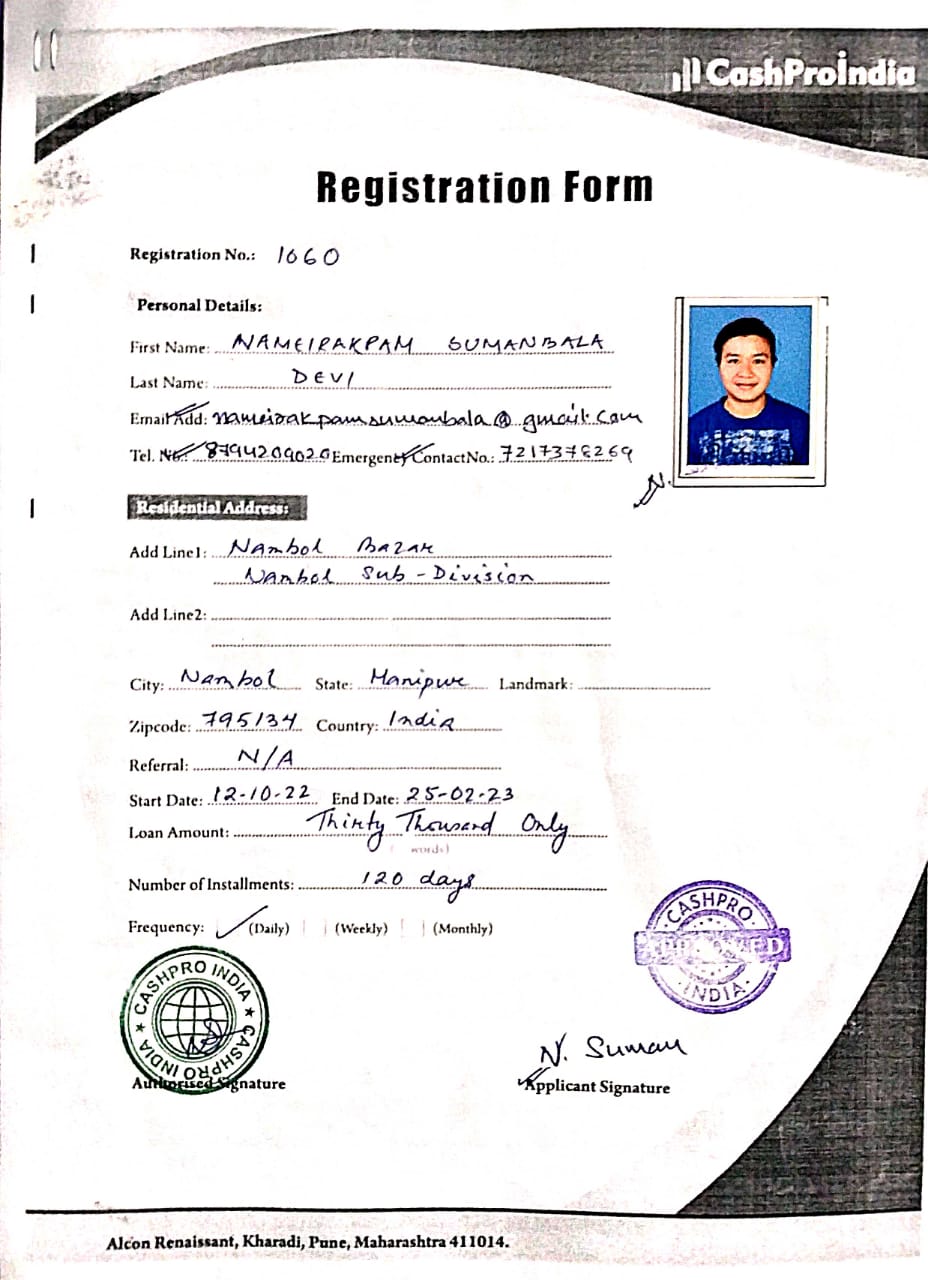 CashProIndia
Registration Form
Registration No.: 1060
Personal Details:
First Name: NAMEIRAKPAM SUMANBALA
Last Name: DEVI
Email Add: nameirakpamsumanbala@gmail.com
Tel. No.: 8794209020 Emergency Contact No.: 7217378269
N.
Residential Address:
Add Line1: Nambol Bazar
Nambol Sub-Division
Add Line2:
City: Nambol State: Manipur Landmark:
Zipcode: 795134 Country: India
Referral: N/A
Start Date: 12-10-22 End Date: 25-02-23
Loan Amount: Thirty Thousand Only
words)
Number of Installments: 120 days
Frequency: (Daily) (Weekly) (Monthly)
CASHPRO INDIA ★ CASHPRO INDIA ★
CASHPRO
APPROVED
INDIA
N. Suman
Authorised Signature
Applicant Signature
Alcon Renaissant, Kharadi, Pune, Maharashtra 411014.